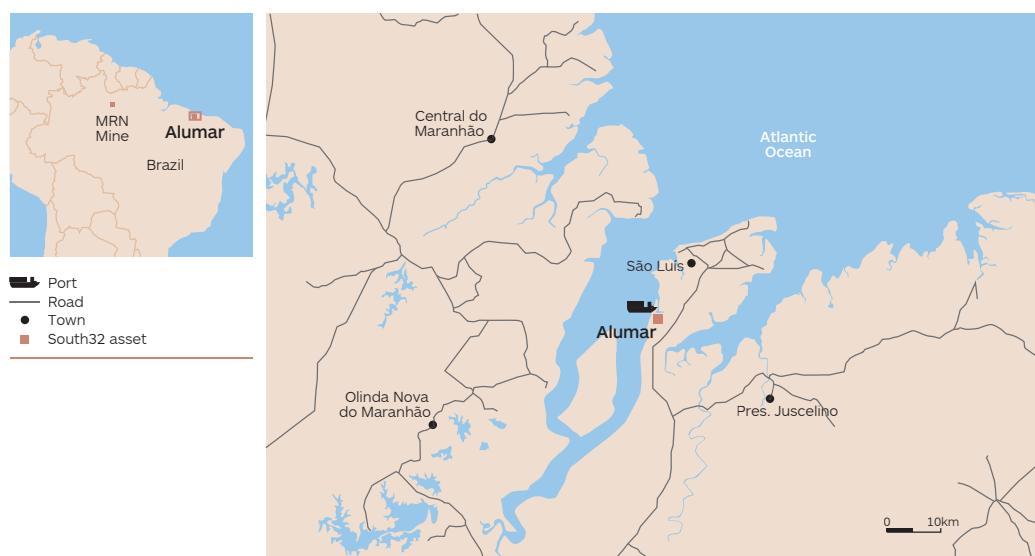 MRN
Mine
Alumar
Brazil
Port
Road
Town
South32 asset
Central do
Maranhão
Atlantic
Ocean
São Luís
Alumar
Olinda Nova
do Maranhão
Pres. Juscelino
0 10km